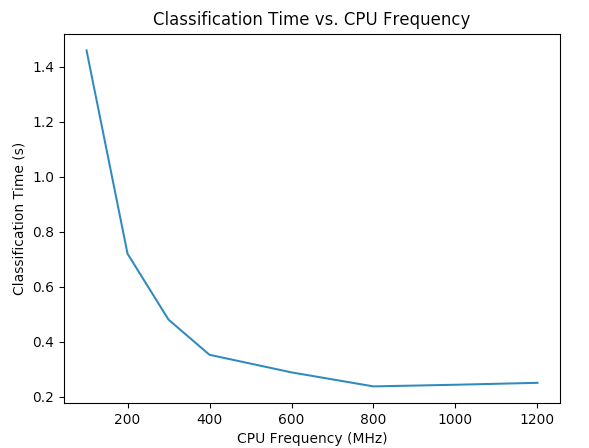 Classification Time vs. CPU Frequency
1.4
1.2
1.0
0.8
0.6
0.4
0.2
Classification Time (s)
200 400 600 800 1000 1200
CPU Frequency (MHz)